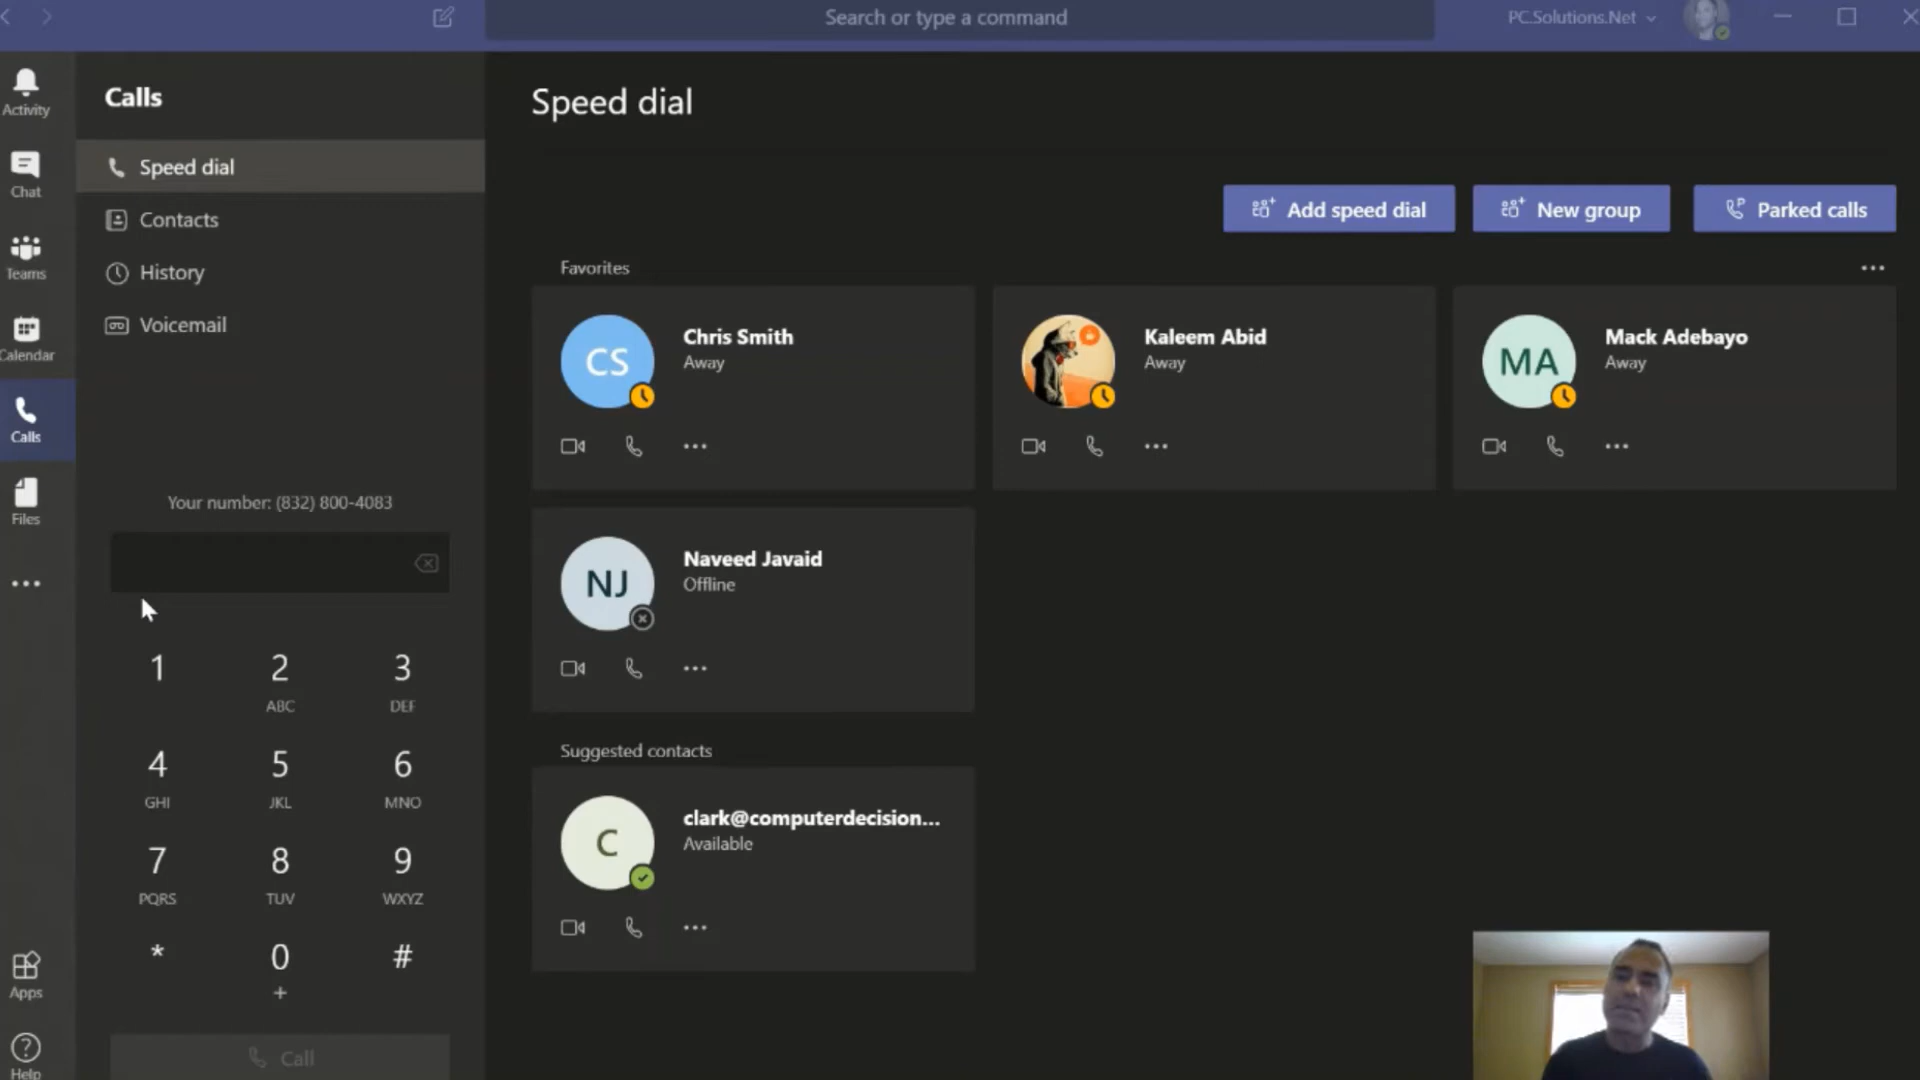 Search or type a command
PC.Solutions.Net
Activity
Chat
Teams
Calendar
Calls
Files
Apps
Help
Calls
Speed dial
Contacts
History
Voicemail
Your number: (832) 800-4083
1
2
3
ABC
DEF
4
5
6
GHI
JKL
MNO
7
8
9
PQRS
TUV
WXYZ
*
0
#
+
Call
Speed dial
Add speed dial
New group
Parked calls
Favorites
CS
Chris Smith
Away
Kaleem Abid
Away
MA
Mack Adebayo
Away
NJ
Naveed Javaid
Offline
Suggested contacts
C
clark@computerdecision...
Available